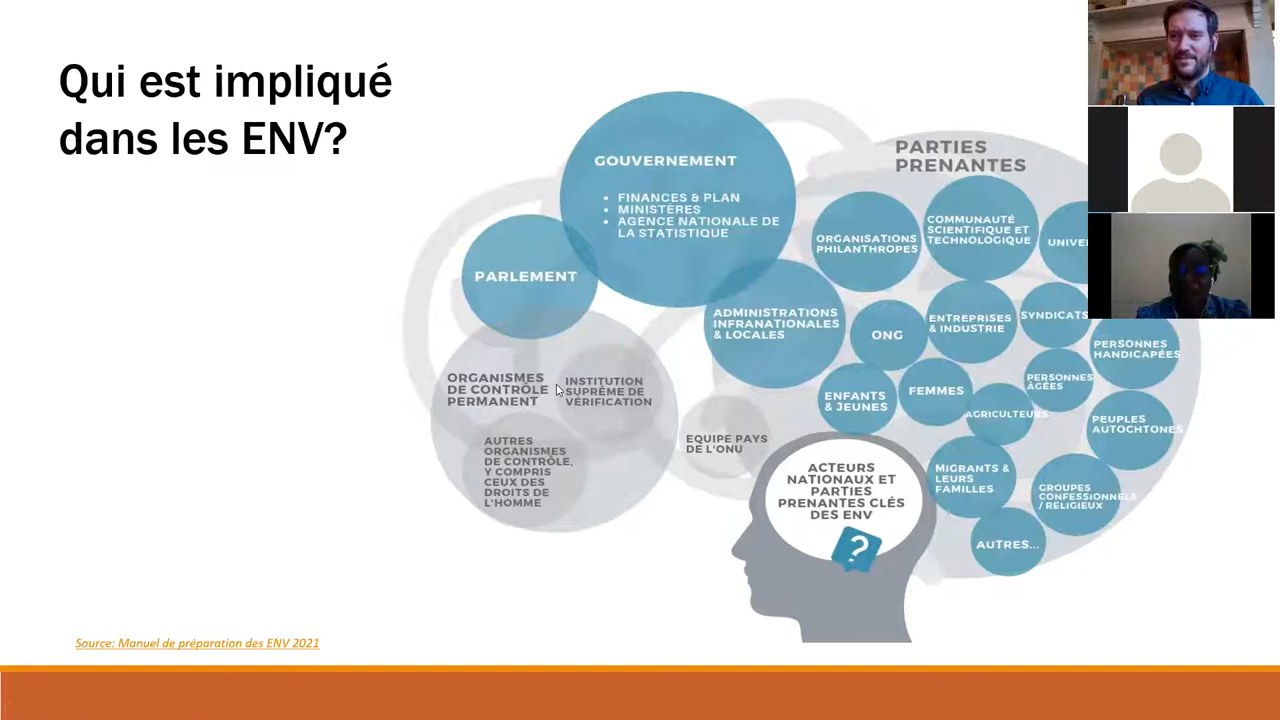 Qui est impliqué
dans les ENV?
GOUVERNEMENT
• FINANCES & PLAN
• MINISTÈRES
• AGENCE NATIONALE DE
LA STATISTIQUE
PARLEMENT
ORGANISMES
DE CONTRÔLE
PERMANENT
INSTITUTION
SUPRÊME DE
VÉRIFICATION
AUTRES
ORGANISMES
DE CONTRÔLE,
Y COMPRIS
CEUX DES
DROITS DE
L'HOMME
EQUIPE PAYS
DE L'ONU
ADMINISTRATIONS
INFRANATIONALES
& LOCALES
PARTIES
PRENANTES
ORGANISATIONS
PHILANTHROPES
COMMUNAUTÉ
SCIENTIFIQUE ET
TECHNOLOGIQUE
UNIVE
ONG
ENTREPRISES
& INDUSTRIE
SYNDICATS
PERSONNES
HANDICAPÉES
ENFANTS
& JEUNES
FEMMES
PERSONNES
ÂGÉES
AGRICULTEURS
PEUPLES
AUTOCHTONES
MIGRANTS &
LEURS
FAMILLES
GROUPES
CONFESSIONNELS
/ RELIGIEUX
AUTRES...
ACTEURS
NATIONAUX ET
PARTIES
PRENANTES CLÉS
DES ENV
?
Source: Manuel de préparation des ENV 2021